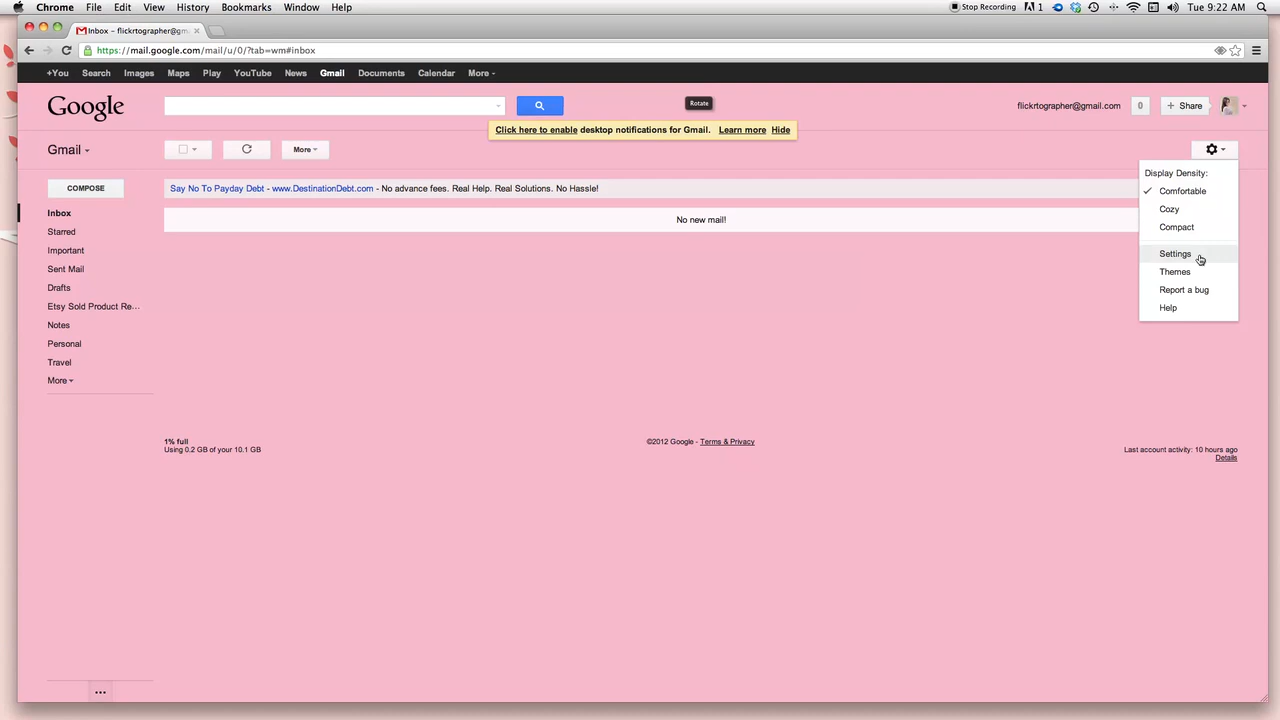 Chrome File Edit View History Bookmarks Window Help Stop Recording 1 Tue 9:22 AM
Inbox – flickrtographer@gma
https://mail.google.com/mail/u/0/?tab=wm#inbox
+You Search Images Maps Play YouTube News Gmail Documents Calendar More
Google Rotate flickrtographer@gmail.com 0 + Share
Click here to enable desktop notifications for Gmail. Learn more Hide
Gmail More
Display Density:
COMPOSE Say No To Payday Debt - www.DestinationDebt.com - No advance fees. Real Help. Real Solutions. No Hassle! Comfortable
Inbox No new mail! Cozy
Starred Compact
Important Settings
Sent Mail Themes
Drafts Report a bug
Etsy Sold Product Re... Help
Notes
Personal
Travel
More
1% full ©2012 Google - Terms & Privacy
Using 0.2 GB of your 10.1 GB Last account activity: 10 hours ago
Details